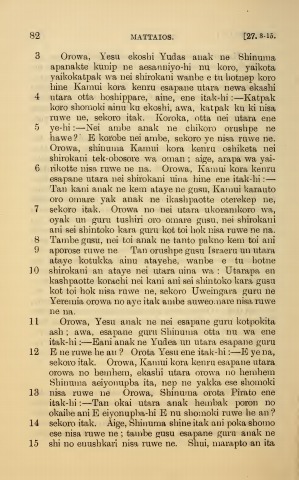 82 MATTAIOS. [27. 3-15.
3 Orowa, Yesu ekoshi Yudas anak ne Shinuma
apanakte kunip ne aesanniyo-hi nu koro, yaikota
yaikokatpak wa nei shirokani wanbe e tu hotnep koro
hine Kamui kora kenru esapane utara newa ekashi
4 utara otta hoshippare, aine, ene itak-hi:—Katpak
koro shomoki ainu ku ekoshi, awa, katpak ku ki nisa
ruwe ne, sekoro itak. Koroka, otta nei utara ene
5 ye-hi:—Nei ambe anak ne chikoro orushpe ne
hawe? E korobe nei ambe, sekoro ye nisa ruwe ne.
Orowa, shinuma Kamui kora kenru oshiketa nei
shirokani tek-obosore wa oman; aige, arapa wa yai-
6 rikotte nisa ruwe ne na. Orowa, Kamui kora kenru
esapane utara nei shirokani uina hine ene itak-hi:—
Tan kani anak ne kem ataye ne gusu, Kamui karauto
oro omare yak anak ne ikashpaotte oterekep ne,
7 sekoro itak. Orowa no nei utara ukoramkoro wa,
oyak un guru tushiri oro omare gusu, nei shirokani
ani sei shintoko kara guru kot toi hok nisa ruwe ne na.
8 Tambe gusu, nei toi anak ne tanto pakno kem toi ani
9 aporose ruwe ne Tan orushpe gusu Israeru un utara
ataye kotukka ainu atayehe, wanbe e tu hotne
10 shirokani an ataye nei utara uina wa: Utarapa en
kashpaotte korachi nei kani ani sei shintoko kara gusu
kot toi hok nisa ruwe ne, sekoro Uweingara guru ne
Yeremia orowa no aye itak ambe auweomare nisa ruwe
ne na.
11 Orowa, Yesu anak ne nei esapane guru kotpokita
ash; awa, esapane guru Shinuma otta nu wa ene
itak-hi:—Eani anak ne Yudea un utara esapane guru
12 E ne ruwe he an? Orota Yesu ene itak-hi:—E ye na,
sekoro itak. Orowa, Kamui kora kenru esapane utara
orowa no bemhem, ekashi utara orowa no hemhem
Shinuma aeiyonupba ita, nep ne yakka ese shomoki
13 nisa ruwe ne Orowa, Shinuma orota Pirato ene
itak-hi:—Tan okai utara anak hembak poron no
okaibe ani E eiyonupba-hi E nu shomoki ruwe he an?
14 sekoro itak. Aige, Shinuma shine itak ani poka shomo
ese nisa ruwe ne; tambe gusu esapane guru anak ne
15 shi no enushkari nisa ruwe ne. Shui, marapto an ita